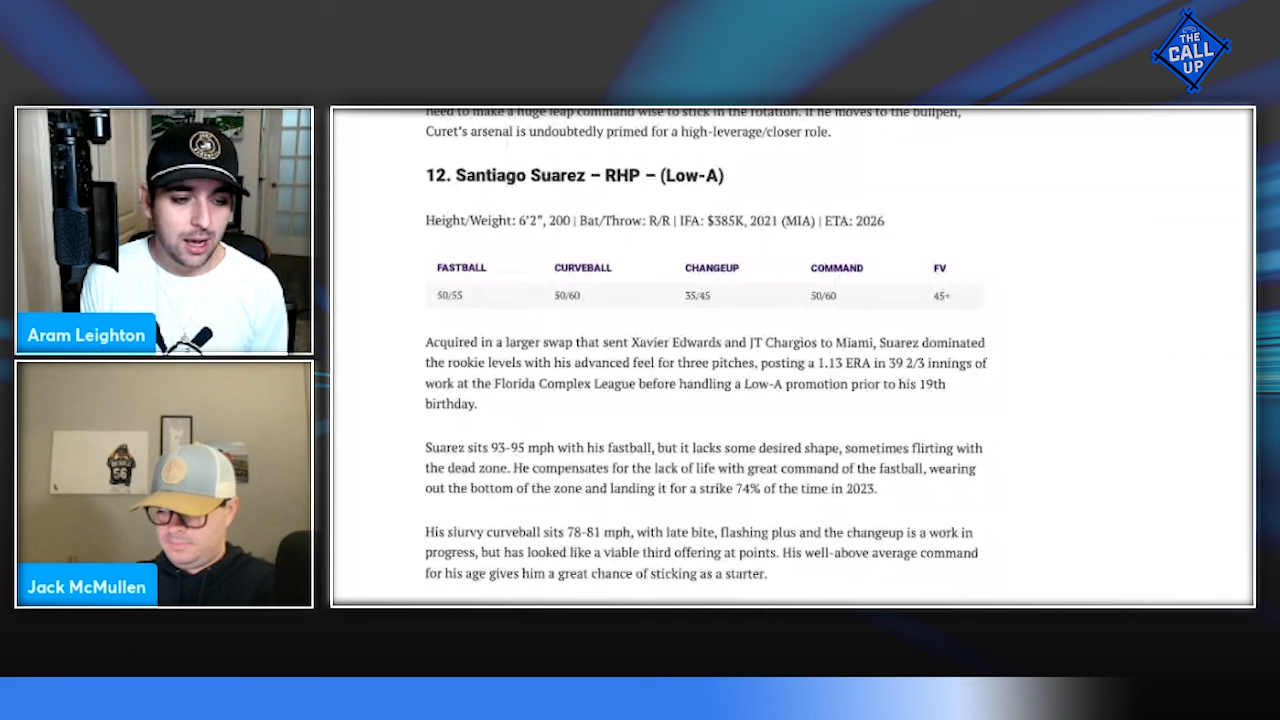 THE
CALL
UP
need to make a huge leap command wise to stick in the rotation. If he moves to the bullpen,
Curet's arsenal is undoubtedly primed for a high-leverage/closer role.
12. Santiago Suarez – RHP – (Low-A)
Height/Weight: 6'2", 200 | Bat/Throw: R/R | IFA: $385K, 2021 (MIA) | ETA: 2026
FASTBALL CURVEBALL CHANGEUP COMMAND FV
50/55 50/60 35/45 50/60 45+
Acquired in a larger swap that sent Xavier Edwards and JT Chargios to Miami, Suarez dominated
the rookie levels with his advanced feel for three pitches, posting a 1.13 ERA in 39 2/3 innings of
work at the Florida Complex League before handling a Low-A promotion prior to his 19th
birthday.
Suarez sits 93-95 mph with his fastball, but it lacks some desired shape, sometimes flirting with
the dead zone. He compensates for the lack of life with great command of the fastball, wearing
out the bottom of the zone and landing it for a strike 74% of the time in 2023.
His slurvy curveball sits 78-81 mph, with late bite, flashing plus and the changeup is a work in
progress, but has looked like a viable third offering at points. His well-above average command
for his age gives him a great chance of sticking as a starter.
Aram Leighton
56
Jack McMullen